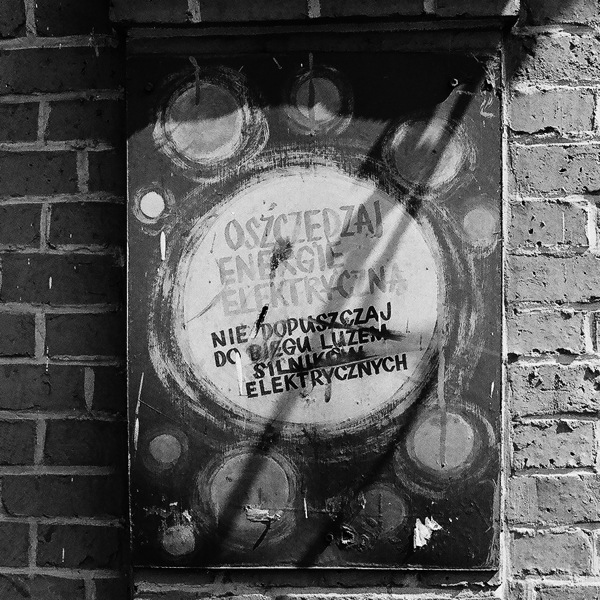 OSZCZĘDZAJ
ENERGIĘ
ELEKTRYCZNĄ
NIE DOPUSZCZAJ
DO BIEGU LUZEM
SILNIKÓW
ELEKTRYCZNYCH